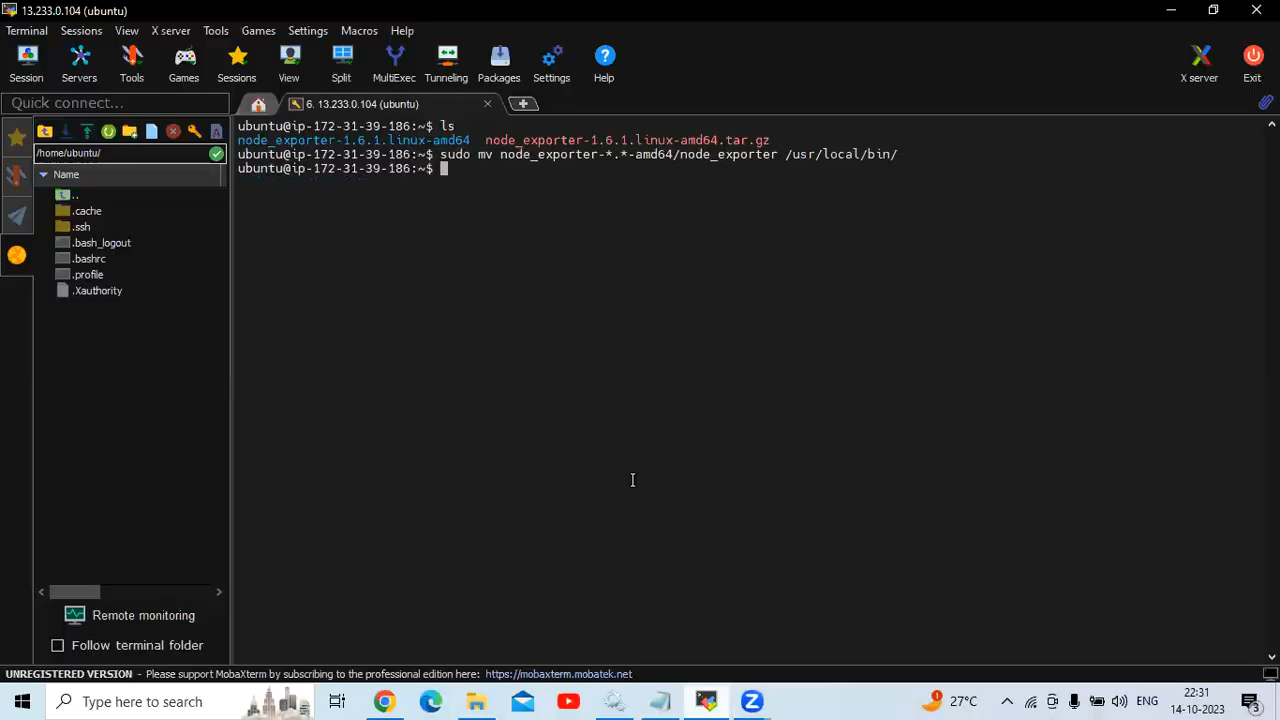 13.233.0.104 (ubuntu)
Terminal Sessions View X server Tools Games Settings Macros Help
Session Servers Tools Games Sessions View Split MultiExec Tunneling Packages Settings Help X server Exit
Quick connect...
6. 13.233.0.104 (ubuntu)
/home/ubuntu/
Name
..
.cache
.ssh
.bash_logout
.bashrc
.profile
.Xauthority
ubuntu@ip-172-31-39-186:~$ ls
node_exporter-1.6.1.linux-amd64 node_exporter-1.6.1.linux-amd64.tar.gz
ubuntu@ip-172-31-39-186:~$ sudo mv node_exporter-*.*-amd64/node_exporter /usr/local/bin/
ubuntu@ip-172-31-39-186:~$
Remote monitoring
Follow terminal folder
UNREGISTERED VERSION - Please support MobaXterm by subscribing to the professional edition here: https://mobaxterm.mobatek.net
Type here to search
1
27°C
ENG
22:31
14-10-2023
3